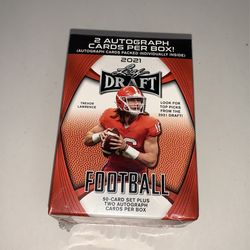 2 AUTOGRAPH
CARDS PER BOX!
(AUTOGRAPH CARDS PACKED INDIVIDUALLY INSIDE)
2021
Leaf
DRAFT
TREVOR
LAWRENCE
LOOK FOR
TOP PICKS
FROM THE
2021 DRAFT!
16
FOOTBALL
50-CARD SET PLUS
TWO AUTOGRAPH
CARDS PER BOX